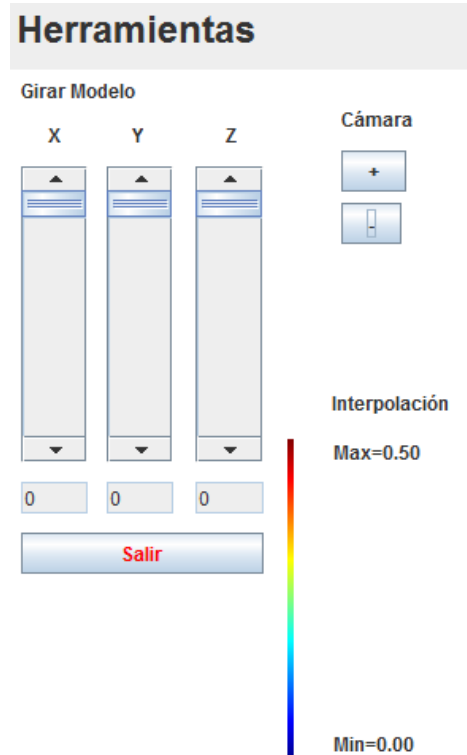 Herramientas
Girar Modelo
X Y Z
Cámara
+
-
Interpolación
Max=0.50
0 0 0
Salir
Min=0.00